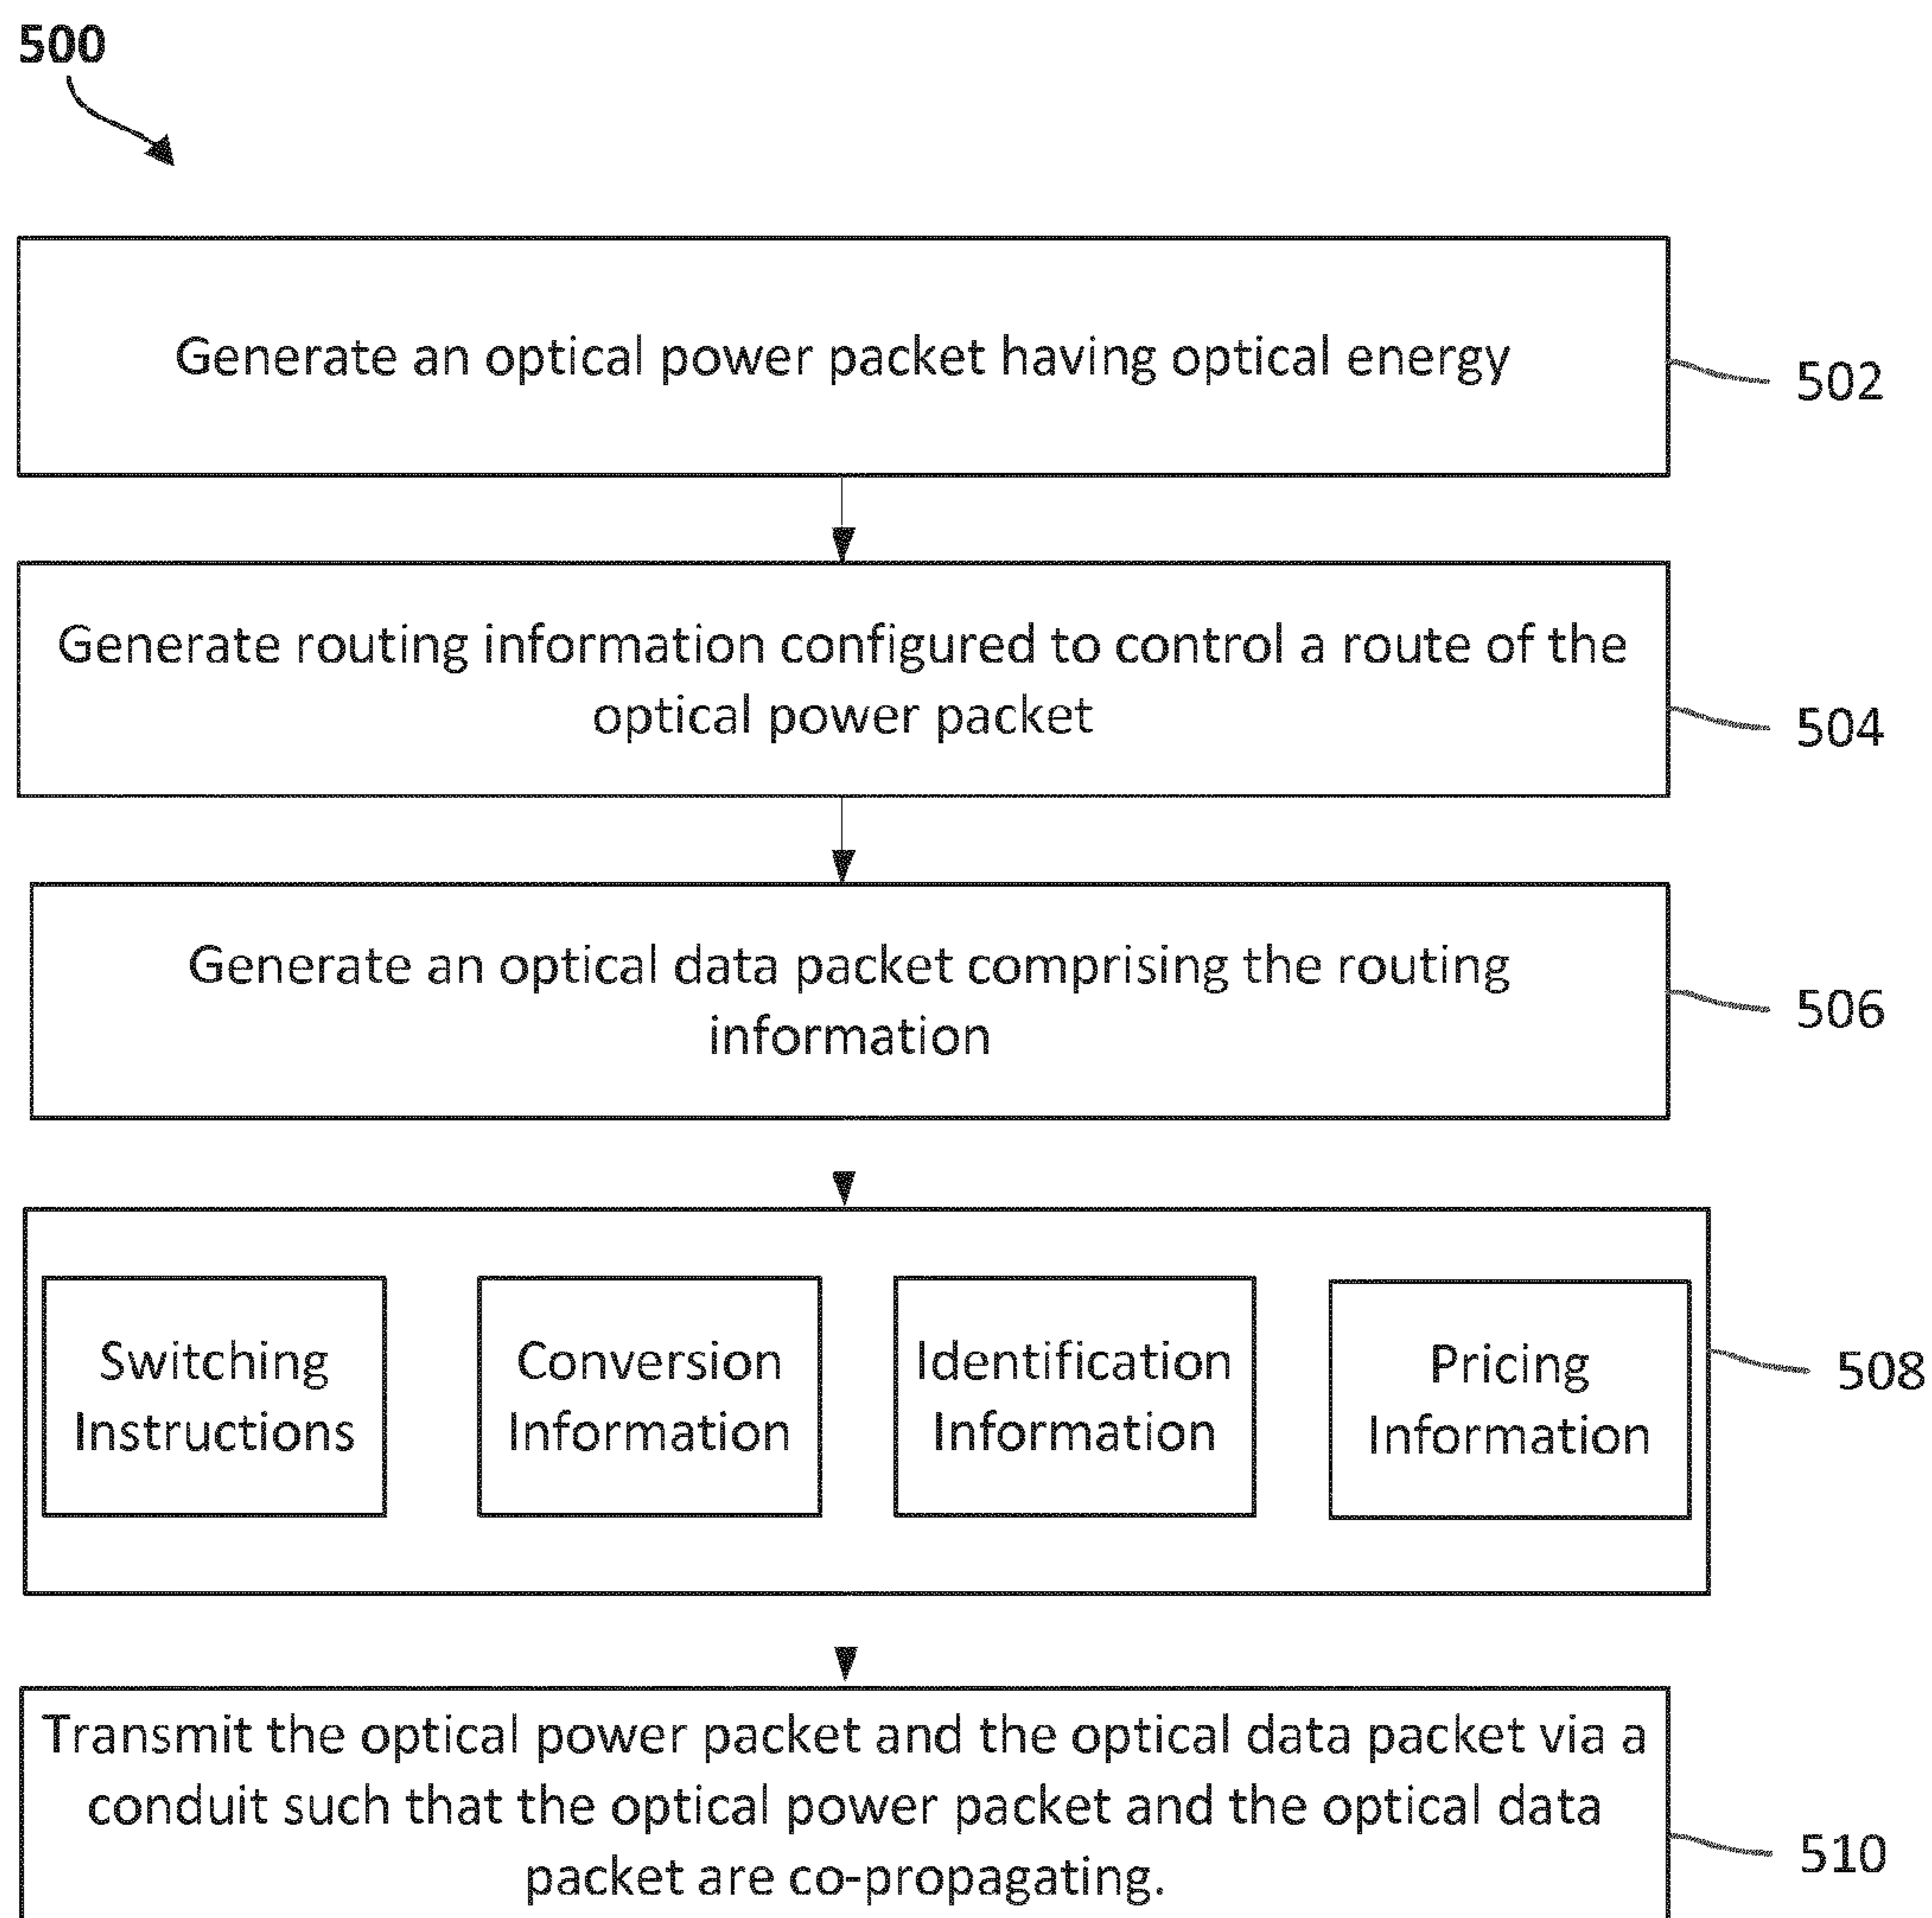 500
Generate an optical power packet having optical energy
502
Generate routing information configured to control a route of the
optical power packet
504
Generate an optical data packet comprising the routing
information
506
Switching
Instructions
Conversion
Information
Identification
Information
Pricing
Information
508
Transmit the optical power packet and the optical data packet via a
conduit such that the optical power packet and the optical data
packet are co-propagating.
510